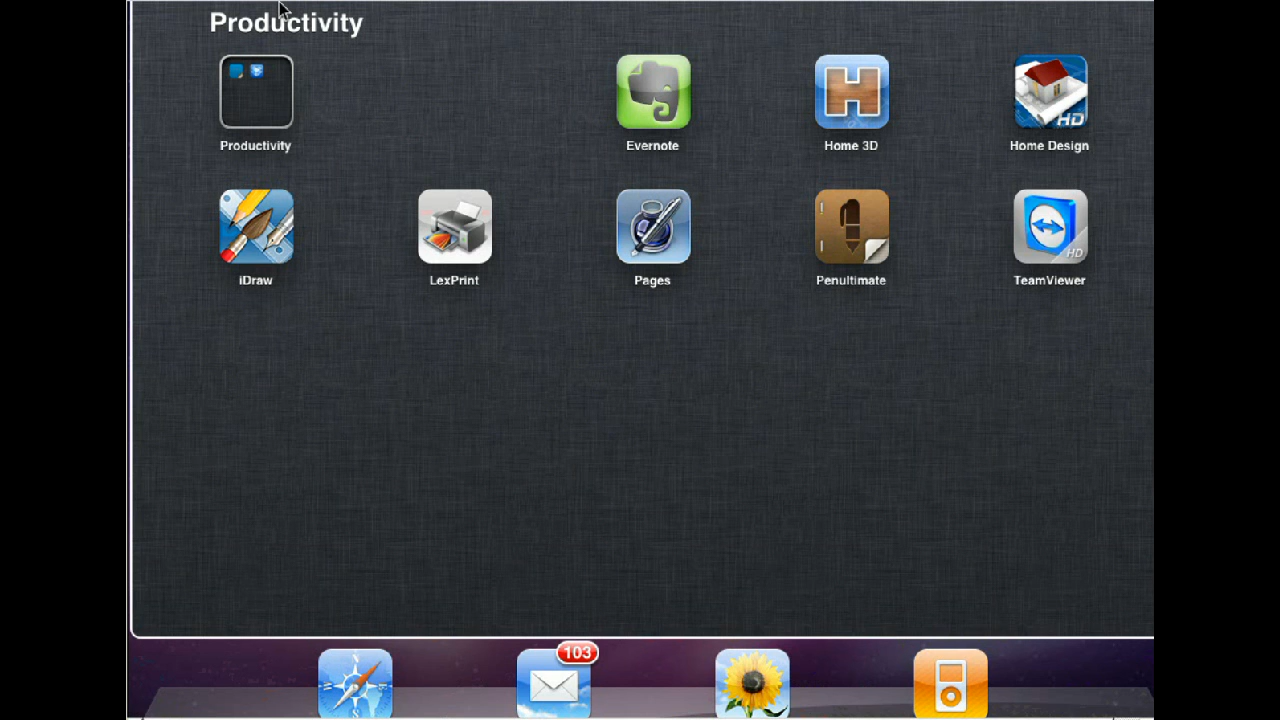 Productivity
Productivity
Evernote
Home 3D
Home Design
HD
iDraw
LexPrint
Pages
Penultimate
TeamViewer
HD
103